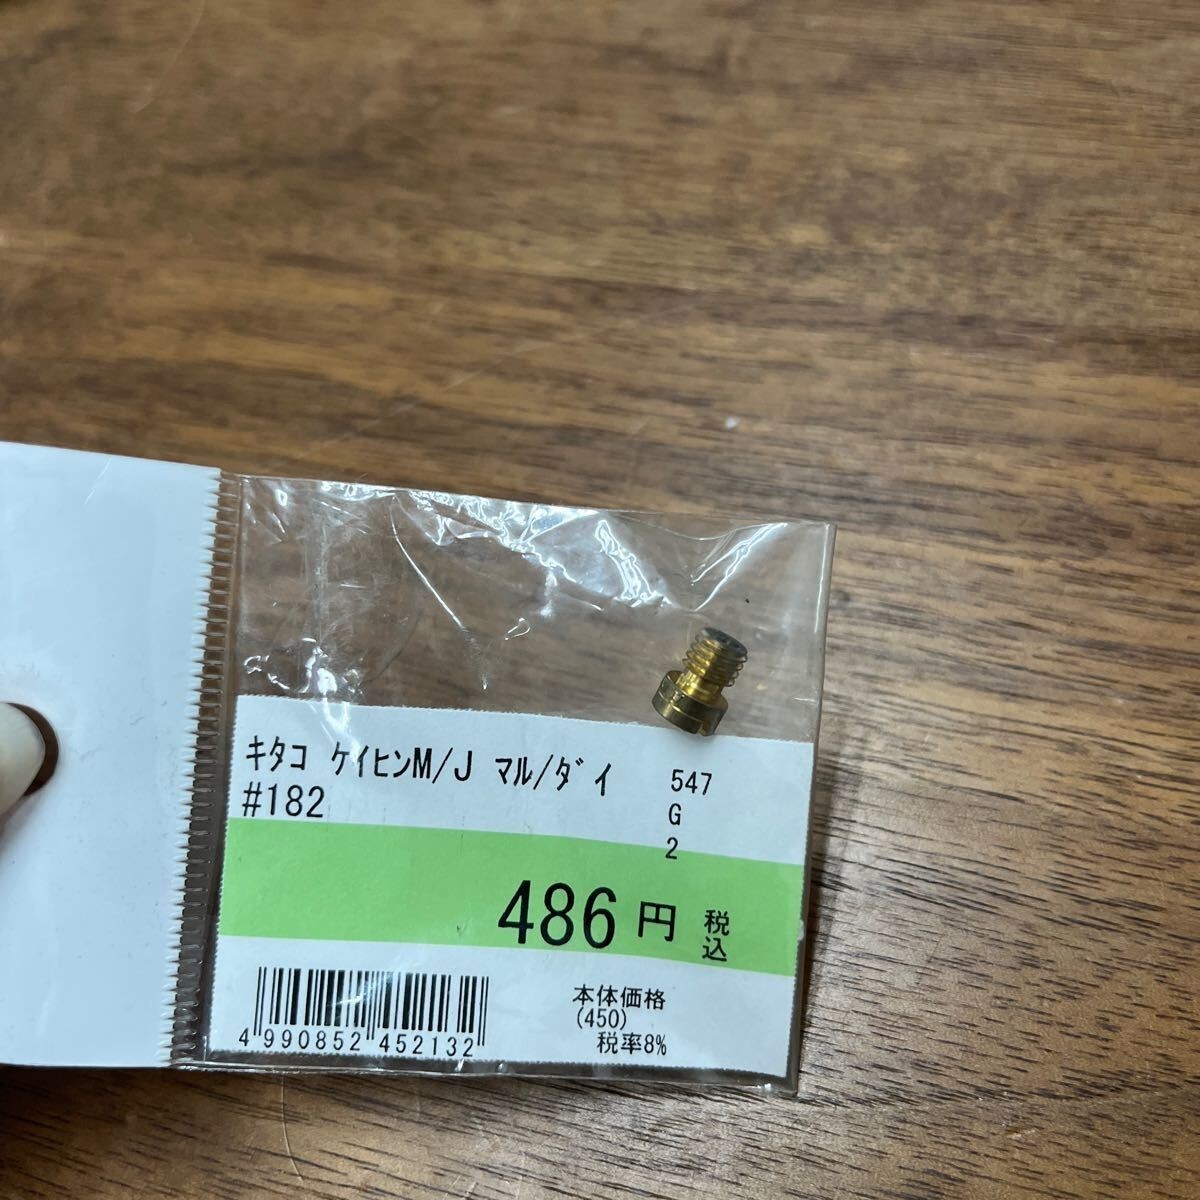 ｷﾀｺ ｹｲﾋﾝM/J ﾏﾙ/ﾀﾞｲ
#182
547
G
2
486円 税込
4 990852 452132
本体価格
(450)
税率8%